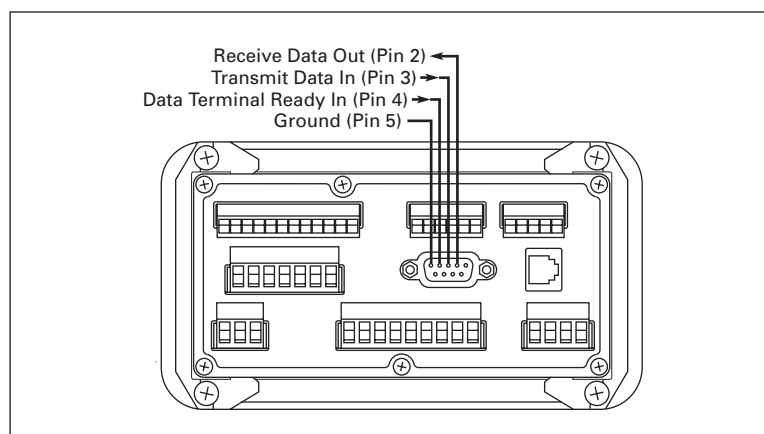 Receive Data Out (Pin 2)
Transmit Data In (Pin 3)
Data Terminal Ready In (Pin 4)
Ground (Pin 5)